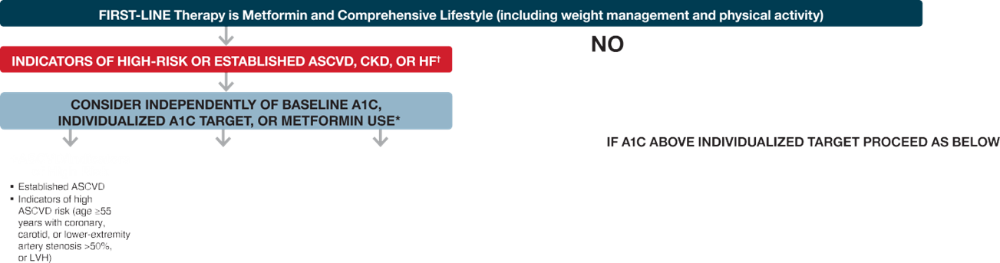 FIRST-LINE Therapy is Metformin and Comprehensive Lifestyle (including weight management and physical activity)
NO
INDICATORS OF HIGH-RISK OR ESTABLISHED ASCVD, CKD, OR HF†
CONSIDER INDEPENDENTLY OF BASELINE A1C,
INDIVIDUALIZED A1C TARGET, OR METFORMIN USE*
IF A1C ABOVE INDIVIDUALIZED TARGET PROCEED AS BELOW
▪ Established ASCVD
▪ Indicators of high
ASCVD risk (age ≥55
years with coronary,
carotid, or lower-extremity
artery stenosis >50%,
or LVH)